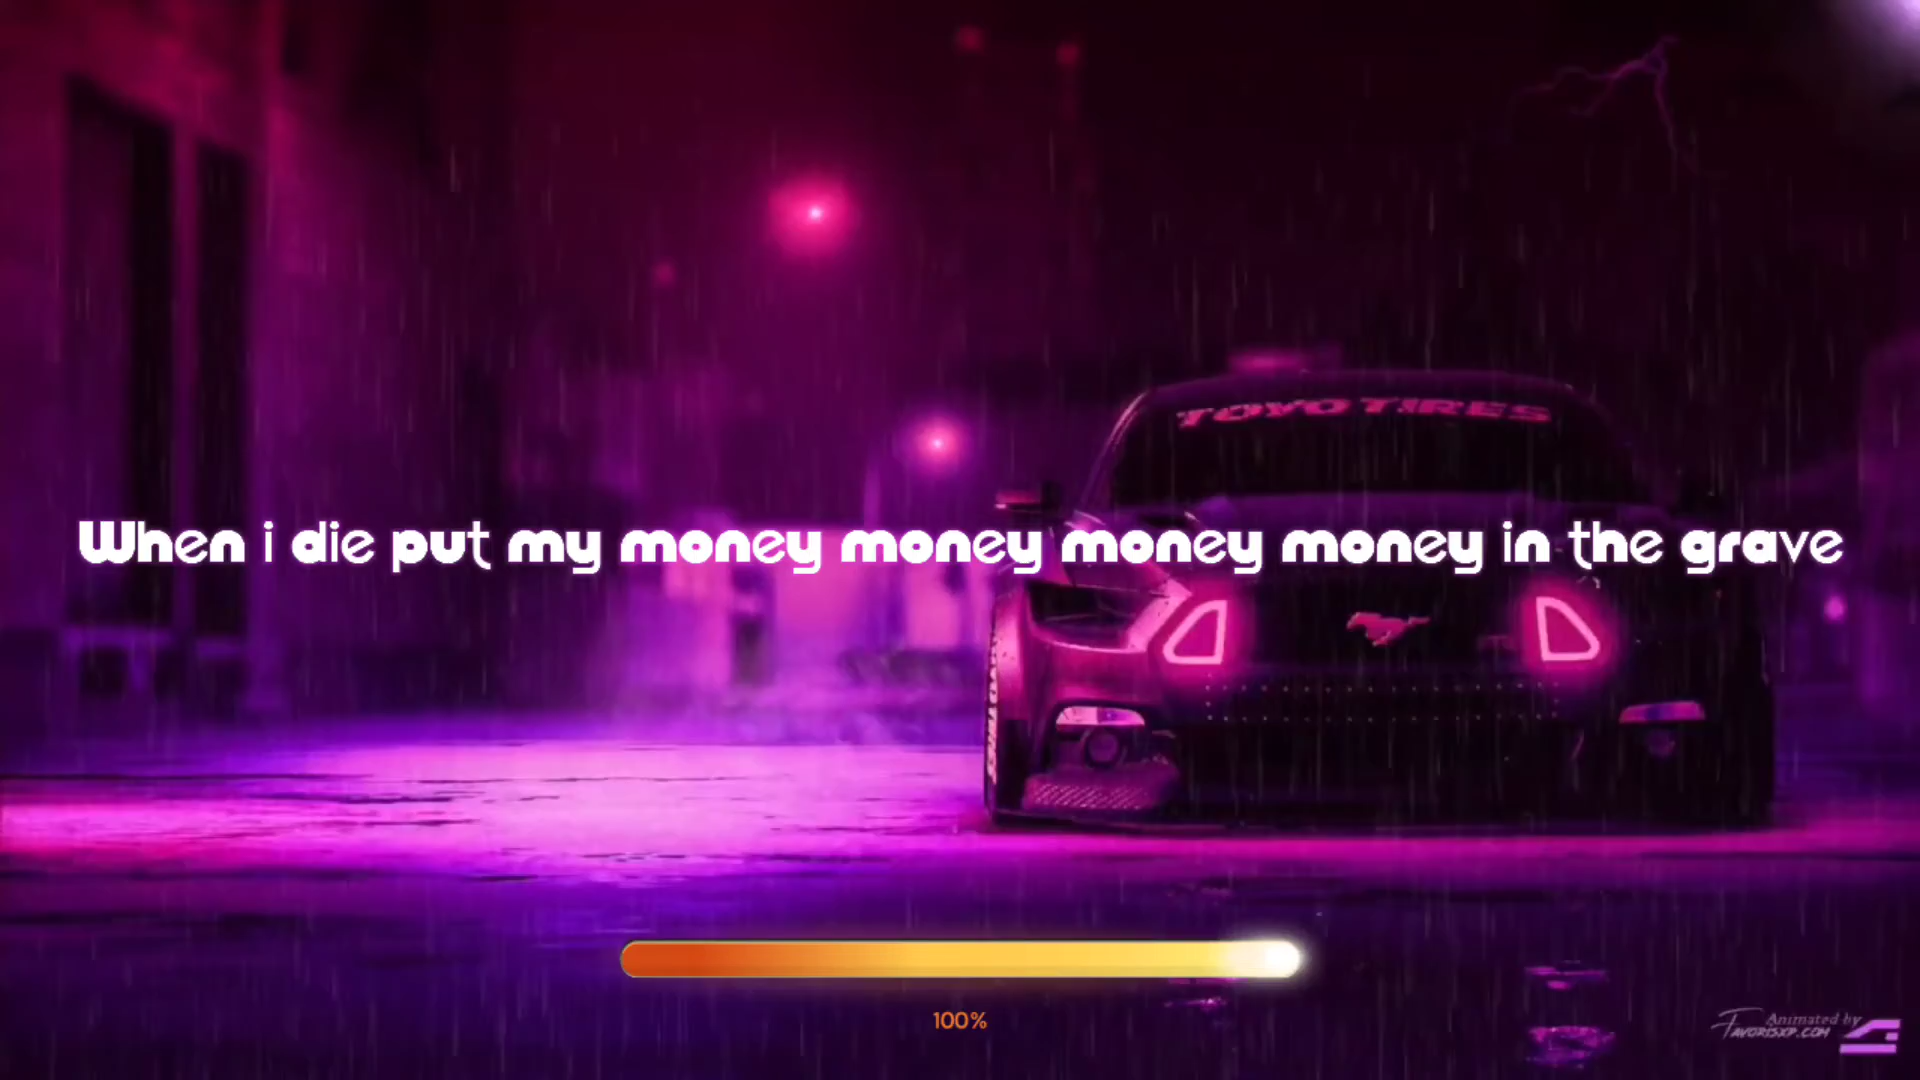 TOYO TIRES
When i die put my money money money money in the grave
100%
Animated by
FAVORISXP.COM